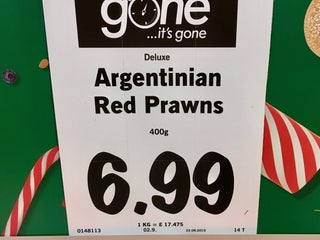 gone
...it's gone
Deluxe
Argentinian
Red Prawns
400g
6.99
1 KG = £ 17.475
0148113 02.9. 22.08.2019 14 T